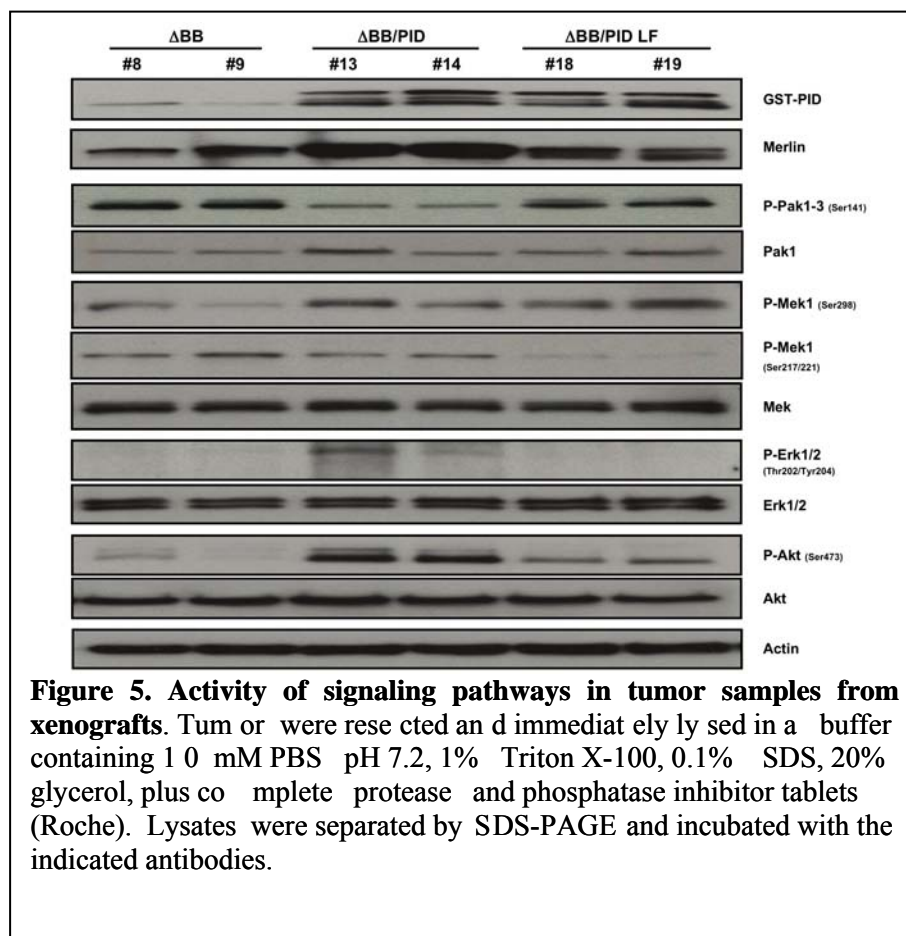 ΔBB ΔBB/PID ΔBB/PID LF
#8 #9 #13 #14 #18 #19
GST-PID
Merlin
P-Pak1-3 (Ser141)
Pak1
P-Mek1 (Ser298)
P-Mek1
(Ser217/221)
Mek
P-Erk1/2
(Thr202/Tyr204)
Erk1/2
P-Akt (Ser473)
Akt
Actin
Figure 5. Activity of signaling pathways in tumor samples from
xenografts. Tum or were rese cted an d immediat ely ly sed in a buffer
containing 1 0 mM PBS pH 7.2, 1% Triton X-100, 0.1% SDS, 20%
glycerol, plus co mplete protease and phosphatase inhibitor tablets
(Roche). Lysates were separated by SDS-PAGE and incubated with the
indicated antibodies.